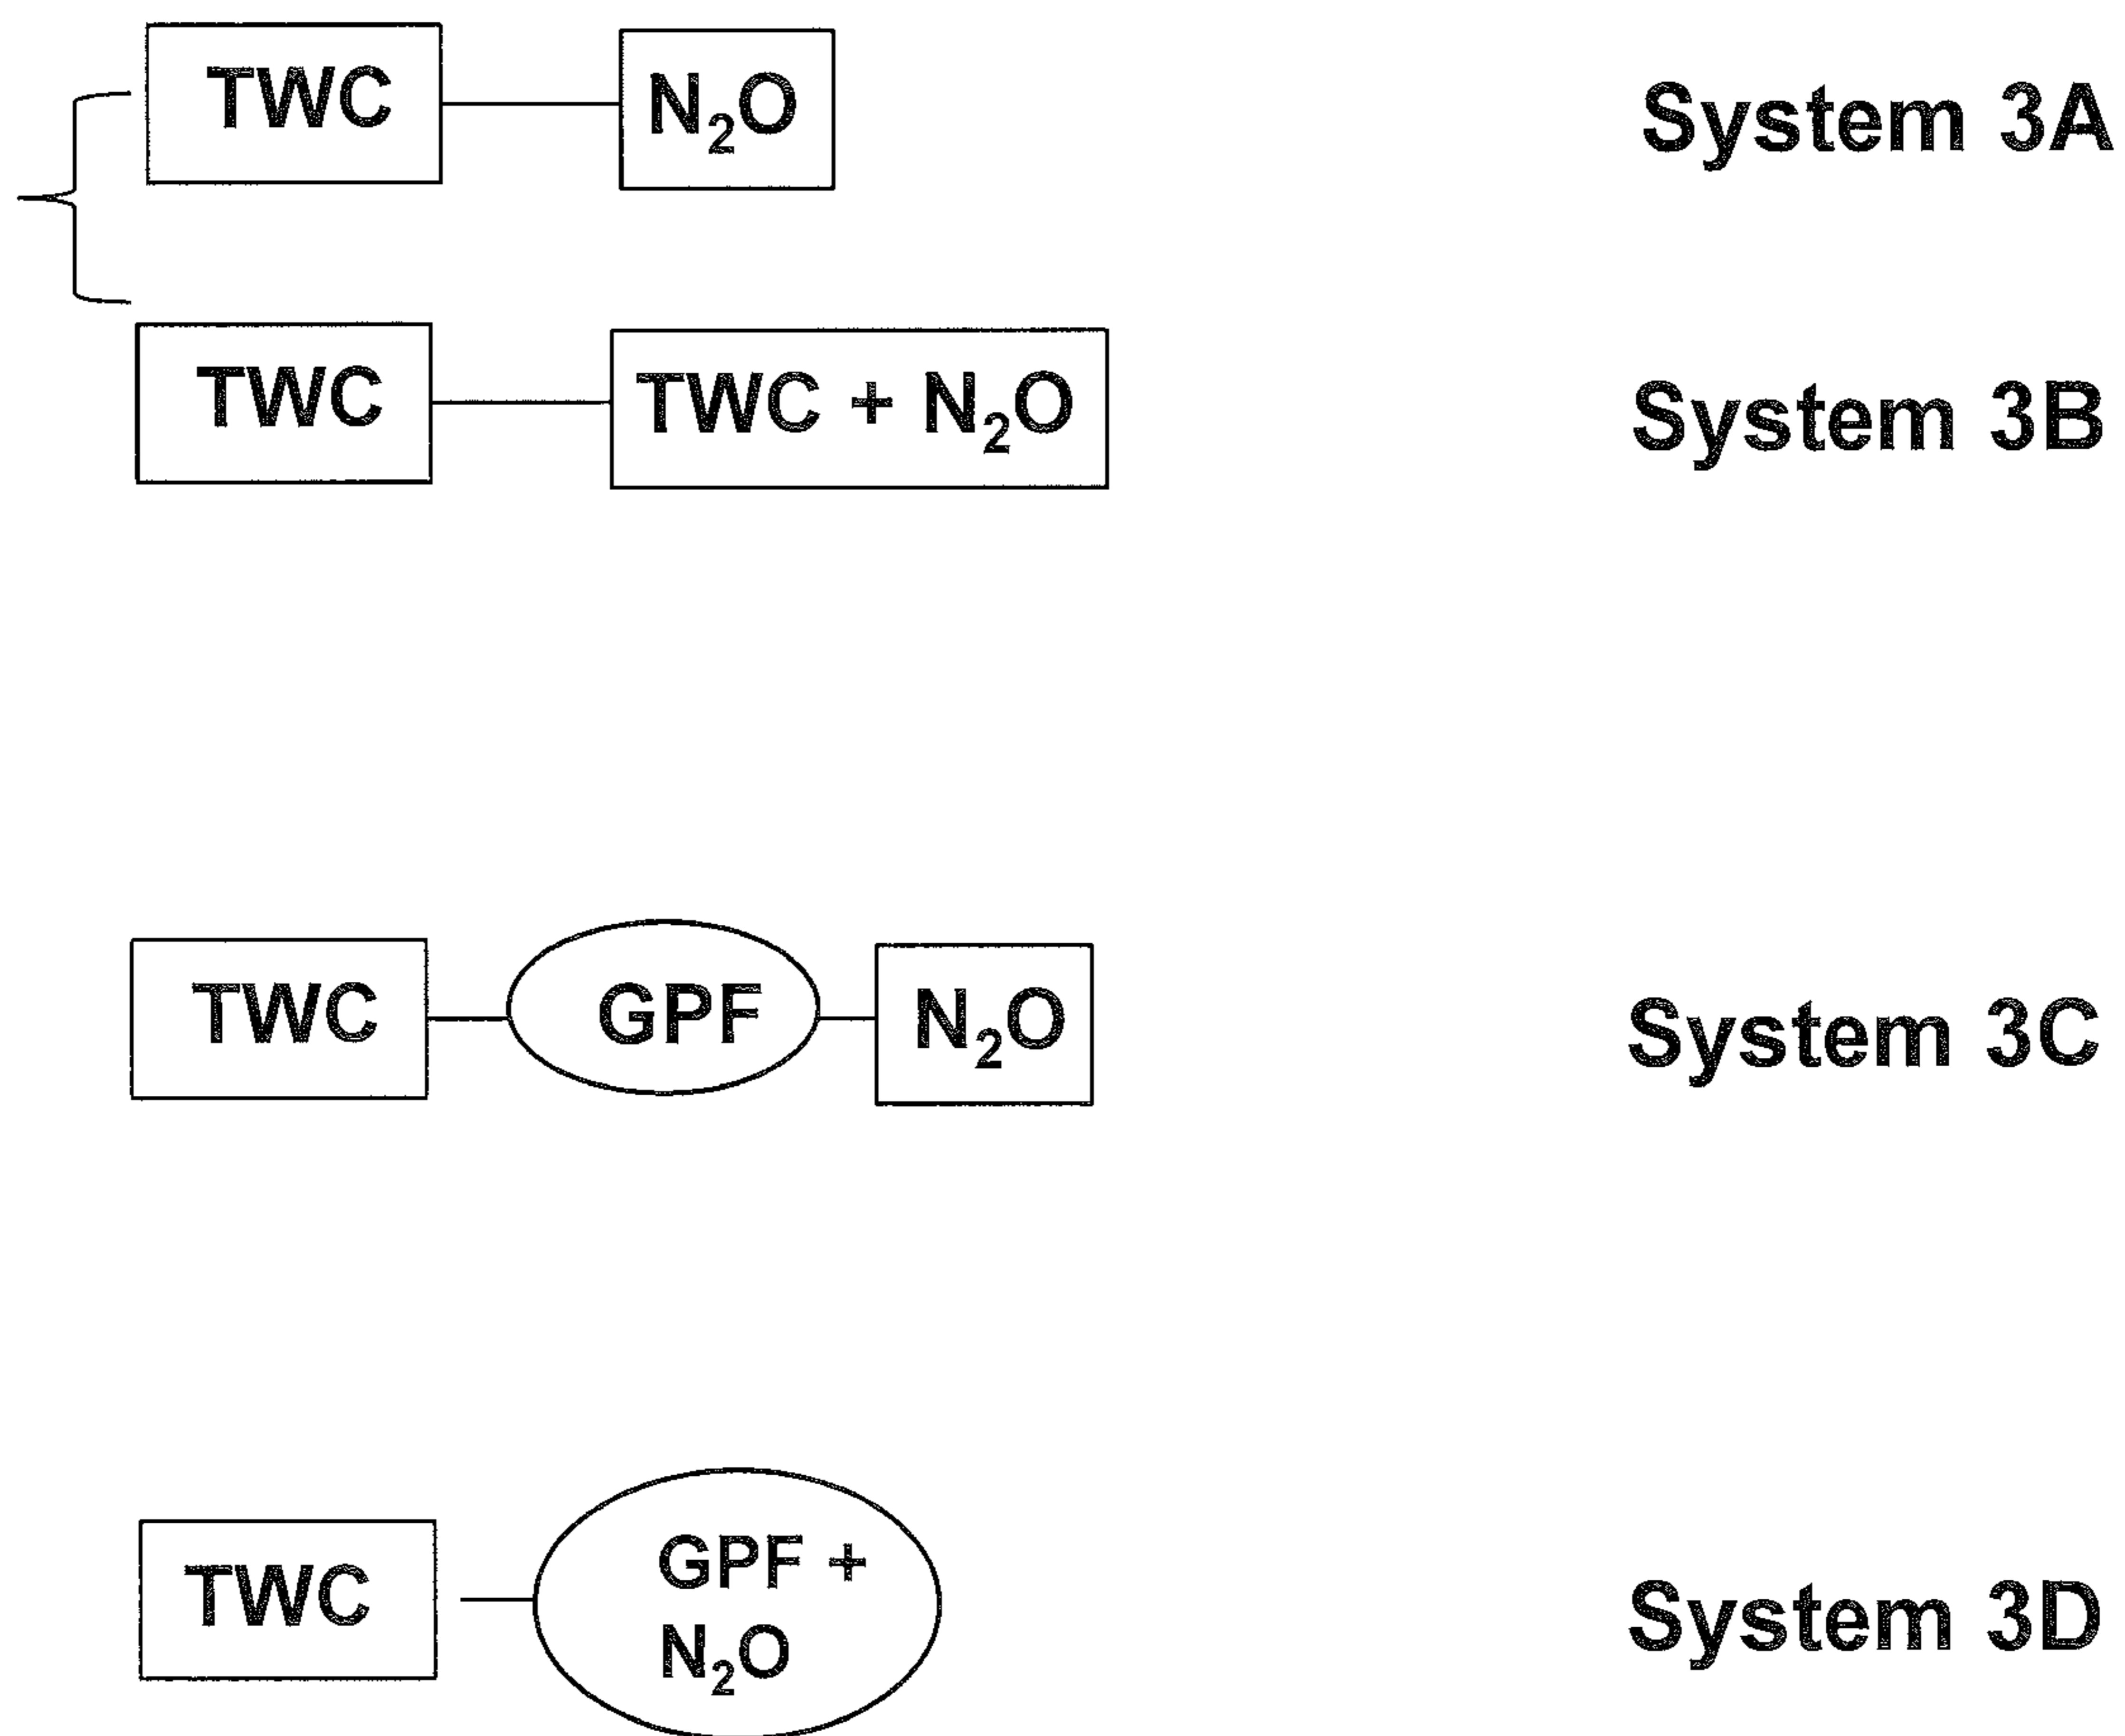 TWC N₂O System 3A
TWC TWC + N₂O System 3B
TWC GPF N₂O System 3C
TWC GPF + N₂O System 3D